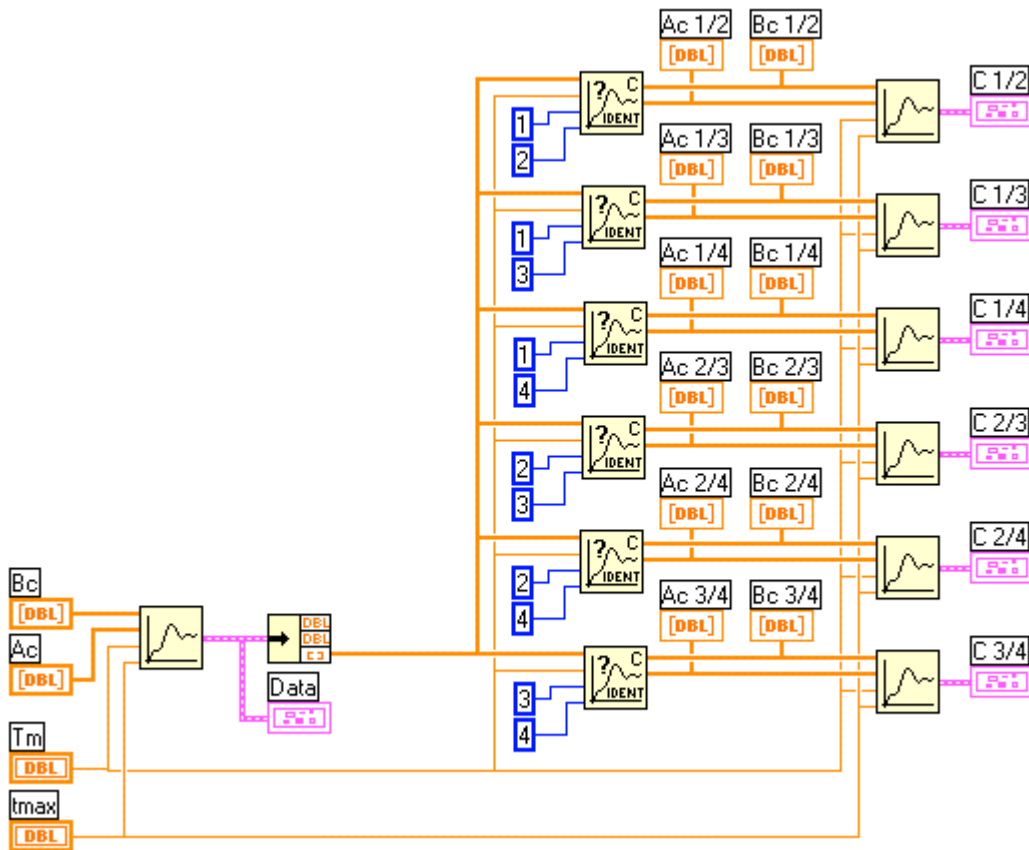 Ac 1/2 Bc 1/2
[DBL] [DBL]
C 1/2
? C
IDENT
1
2
Ac 1/3 Bc 1/3
[DBL] [DBL]
C 1/3
? C
IDENT
1
3
Ac 1/4 Bc 1/4
[DBL] [DBL]
C 1/4
? C
IDENT
1
4
Ac 2/3 Bc 2/3
[DBL] [DBL]
C 2/3
? C
IDENT
2
3
Ac 2/4 Bc 2/4
[DBL] [DBL]
C 2/4
? C
IDENT
2
4
Ac 3/4 Bc 3/4
[DBL] [DBL]
C 3/4
? C
IDENT
3
4
Bc
[DBL]
Ac
[DBL]
DBL
DBL
[ ]
Data
Tm
DBL
tmax
DBL